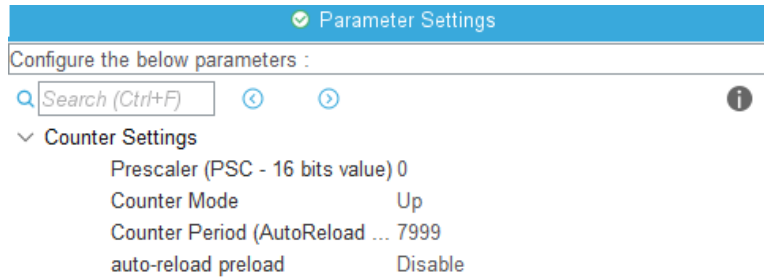 Parameter Settings
Configure the below parameters :
Search (Ctrl+F)
Counter Settings
Prescaler (PSC - 16 bits value) 0
Counter Mode Up
Counter Period (AutoReload ... 7999
auto-reload preload Disable